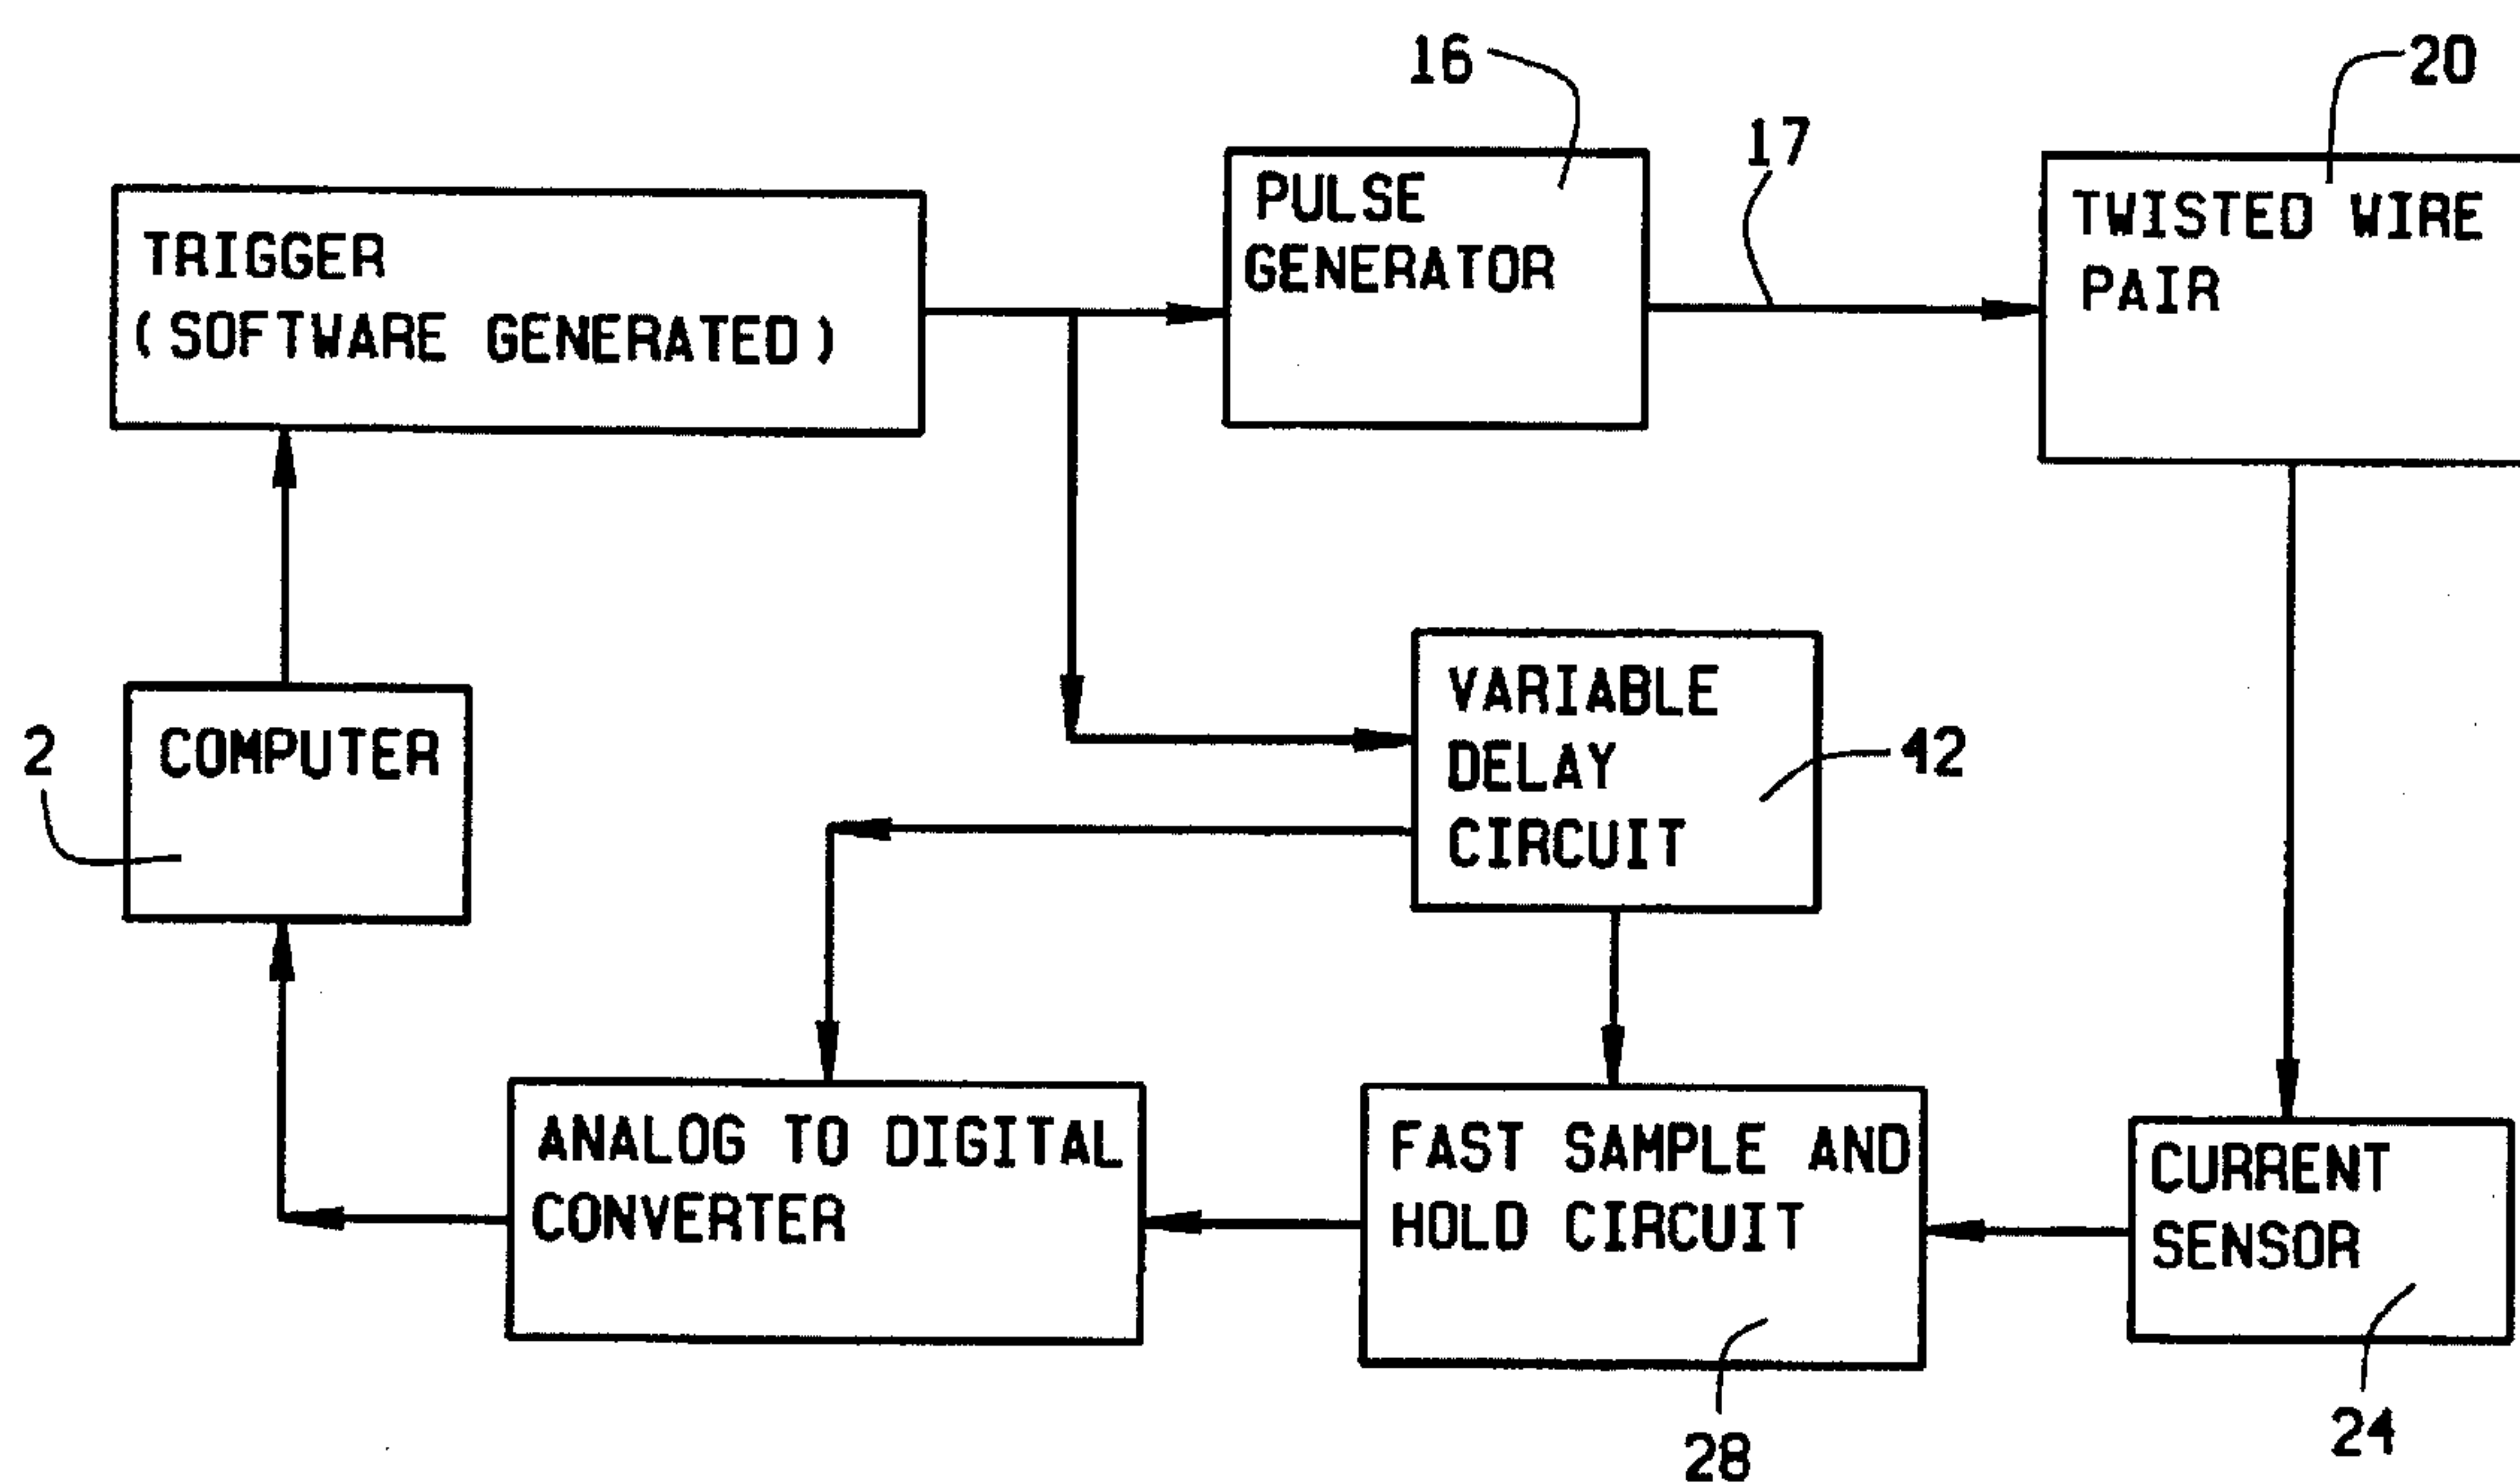 16
20
17
PULSE
GENERATOR
TWISTED WIRE
PAIR
TRIGGER
(SOFTWARE GENERATED)
VARIABLE
DELAY
CIRCUIT
42
2
COMPUTER
ANALOG TO DIGITAL
CONVERTER
FAST SAMPLE AND
HOLD CIRCUIT
CURRENT
SENSOR
28
24